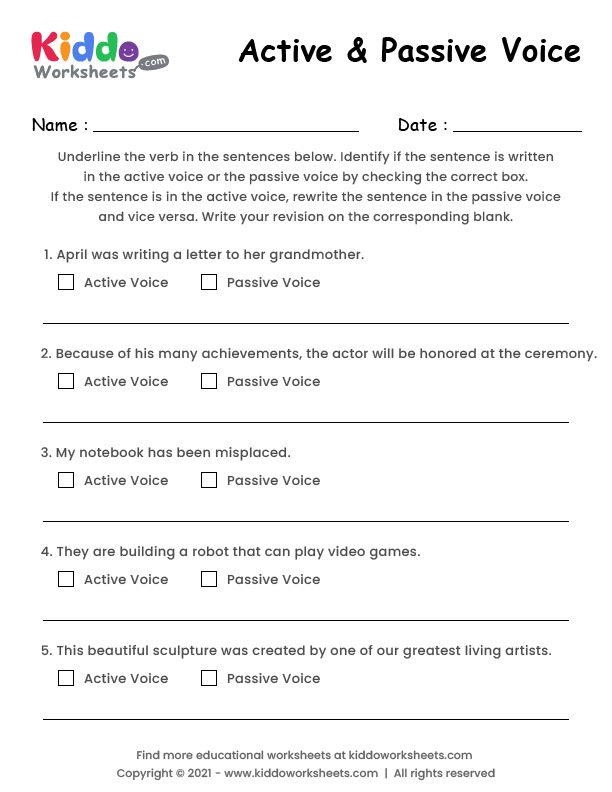 Kiddo
Worksheets .com
Active & Passive Voice
Name :
Date :
Underline the verb in the sentences below. Identify if the sentence is written
in the active voice or the passive voice by checking the correct box.
If the sentence is in the active voice, rewrite the sentence in the passive voice
and vice versa. Write your revision on the corresponding blank.
1. April was writing a letter to her grandmother.
Active Voice Passive Voice
2. Because of his many achievements, the actor will be honored at the ceremony.
Active Voice Passive Voice
3. My notebook has been misplaced.
Active Voice Passive Voice
4. They are building a robot that can play video games.
Active Voice Passive Voice
5. This beautiful sculpture was created by one of our greatest living artists.
Active Voice Passive Voice
Find more educational worksheets at kiddoworksheets.com
Copyright © 2021 - www.kiddoworksheets.com | All rights reserved